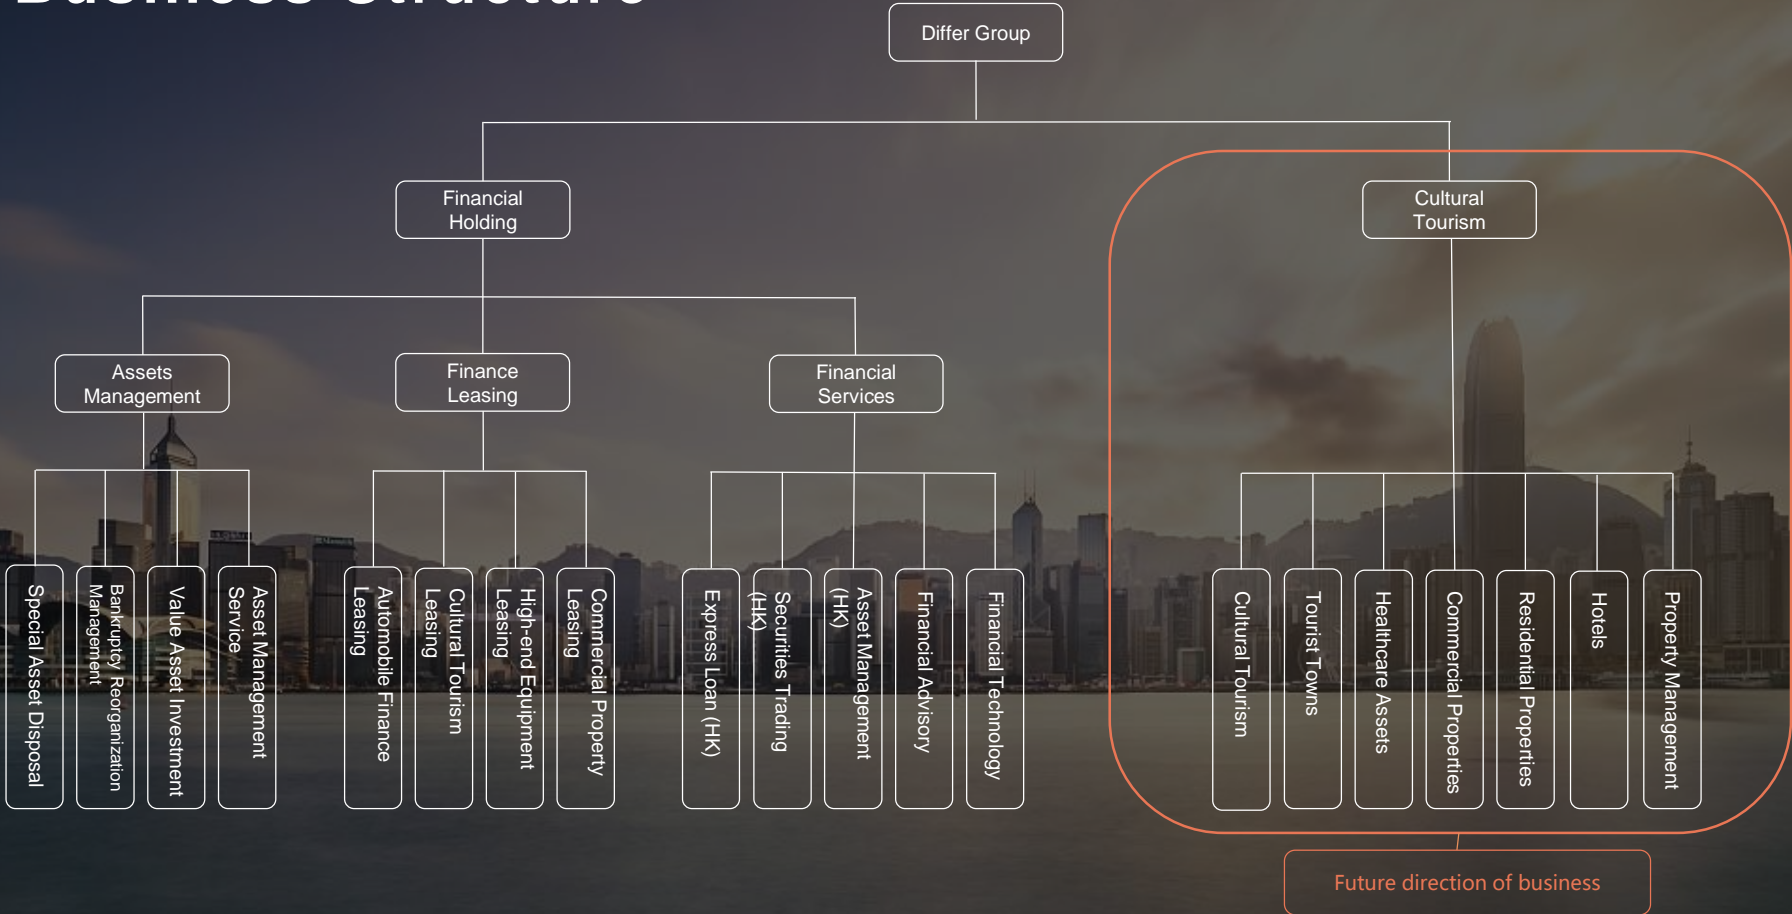 Business Structure
Differ Group
Financial
Holding
Cultural
Tourism
Assets
Management
Finance
Leasing
Financial
Services
Special Asset Disposal
Bankruptcy Reorganization
Management
Value Asset Investment
Asset Management
Service
Automobile Finance
Leasing
Cultural Tourism
Leasing
High-end Equipment
Leasing
Commercial Property
Leasing
Express Loan (HK)
Securities Trading
(HK)
Asset Management
(HK)
Financial Advisory
Financial Technology
Cultural Tourism
Tourist Towns
Healthcare Assets
Commercial Properties
Residential Properties
Hotels
Property Management
Future direction of business